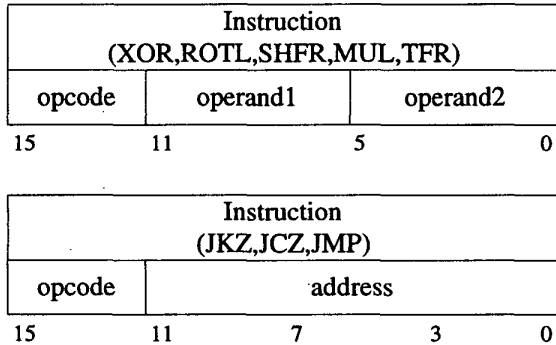 Instruction
(XOR,ROTL,SHFR,MUL,TFR)
opcode operand1 operand2
15 11 5 0
Instruction
(JKZ,JCZ,JMP)
opcode address
15 11 7 3 0